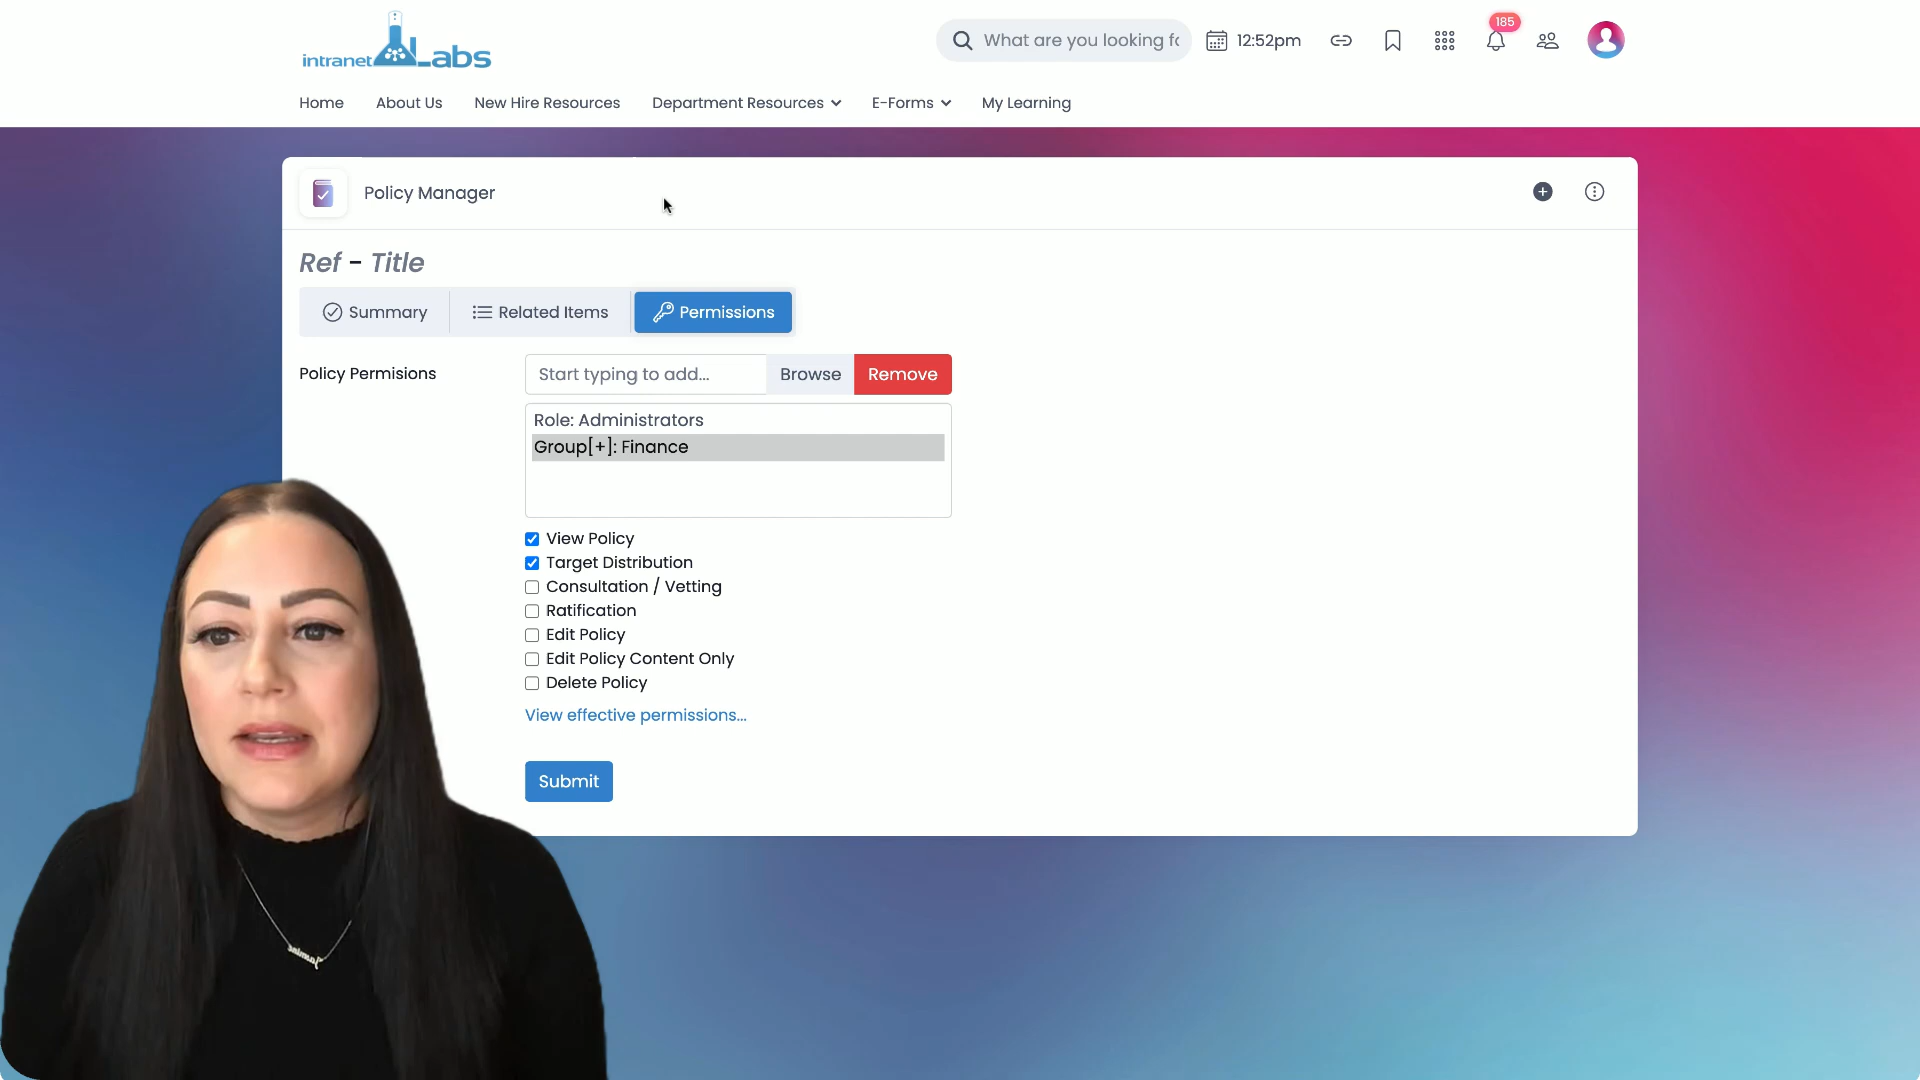 intranet Labs
What are you looking fo
12:52pm
185
Home
About Us
New Hire Resources
Department Resources
E-Forms
My Learning
Policy Manager
Ref - Title
Summary
Related Items
Permissions
Policy Permisions
Start typing to add...
Browse
Remove
Role: Administrators
Group[+]: Finance
View Policy
Target Distribution
Consultation / Vetting
Ratification
Edit Policy
Edit Policy Content Only
Delete Policy
View effective permissions...
Submit